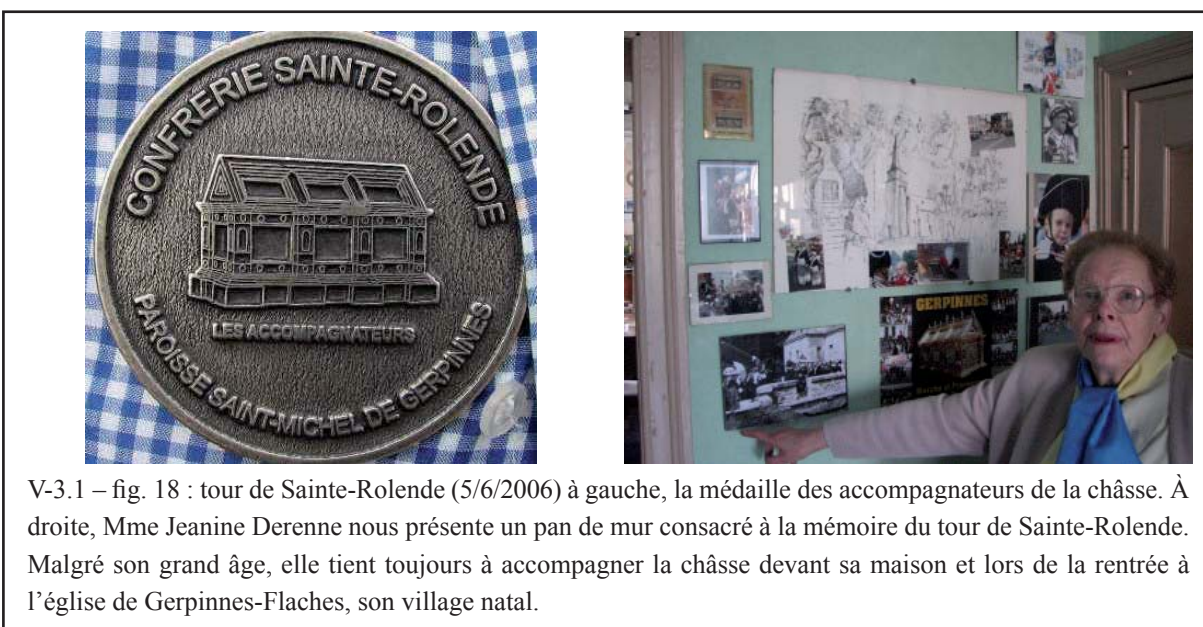 CONFRERIE SAINTE-ROLENDE
LES ACCOMPAGNATEURS
PAROISSE SAINT-MICHEL DE GERPINNES
GERPINNES
V-3.1 – fig. 18 : tour de Sainte-Rolende (5/6/2006) à gauche, la médaille des accompagnateurs de la châsse. À
droite, Mme Jeanine Derenne nous présente un pan de mur consacré à la mémoire du tour de Sainte-Rolende.
Malgré son grand âge, elle tient toujours à accompagner la châsse devant sa maison et lors de la rentrée à
l'église de Gerpinnes-Flaches, son village natal.